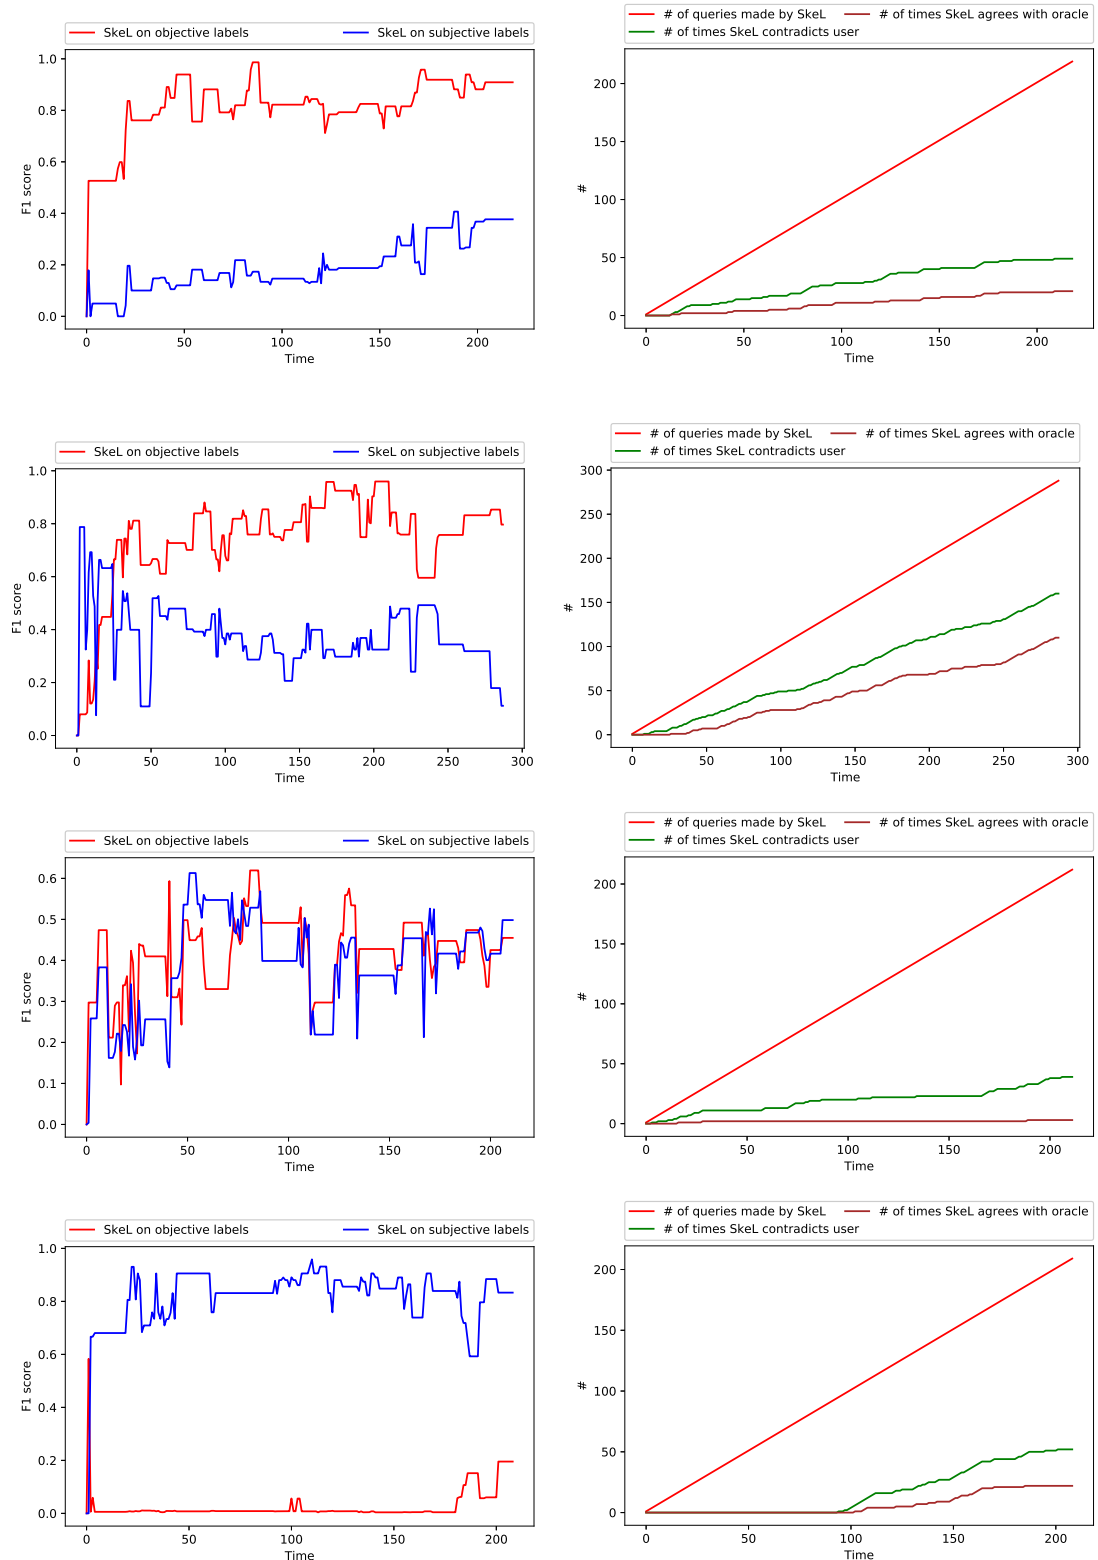 SkeL on objective labels SkeL on subjective labels
1.0
0.8
0.6
0.4
0.2
0.0
F1 score
0 50 100 150 200
Time
# of queries made by SkeL # of times SkeL agrees with oracle
# of times SkeL contradicts user
200
150
100
50
0
#
0 50 100 150 200
Time
SkeL on objective labels SkeL on subjective labels
1.0
0.8
0.6
0.4
0.2
0.0
F1 score
0 50 100 150 200 250 300
Time
# of queries made by SkeL # of times SkeL agrees with oracle
# of times SkeL contradicts user
300
250
200
150
100
50
0
#
0 50 100 150 200 250 300
Time
SkeL on objective labels SkeL on subjective labels
0.6
0.5
0.4
0.3
0.2
0.1
0.0
F1 score
0 50 100 150 200
Time
# of queries made by SkeL # of times SkeL agrees with oracle
# of times SkeL contradicts user
200
150
100
50
0
#
0 50 100 150 200
Time
SkeL on objective labels SkeL on subjective labels
1.0
0.8
0.6
0.4
0.2
0.0
F1 score
0 50 100 150 200
Time
# of queries made by SkeL # of times SkeL agrees with oracle
# of times SkeL contradicts user
200
150
100
50
0
#
0 50 100 150 200
Time